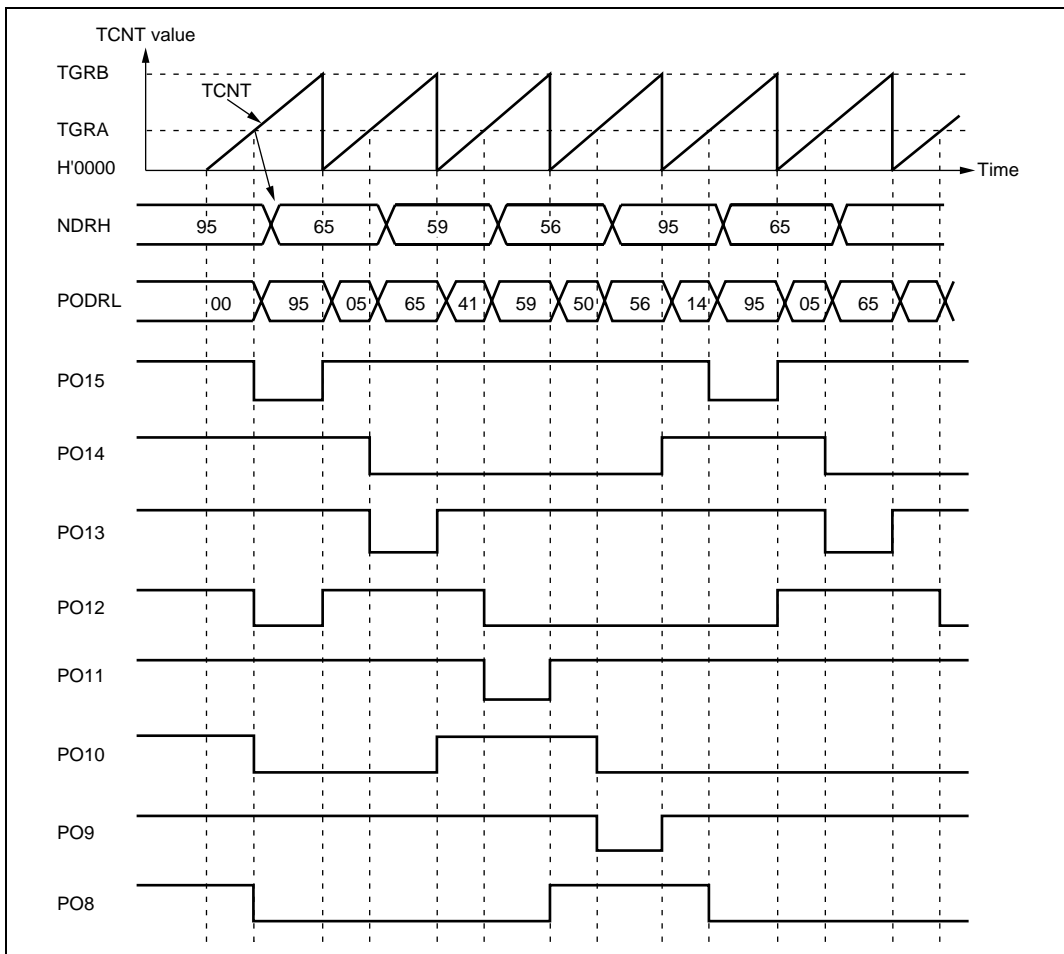 TCNT value
TGRB
TCNT
TGRA
H'0000
Time
NDRH
95 65 59 56 95 65
PODRL
00 95 05 65 41 59 50 56 14 95 05 65
PO15
PO14
PO13
PO12
PO11
PO10
PO9
PO8